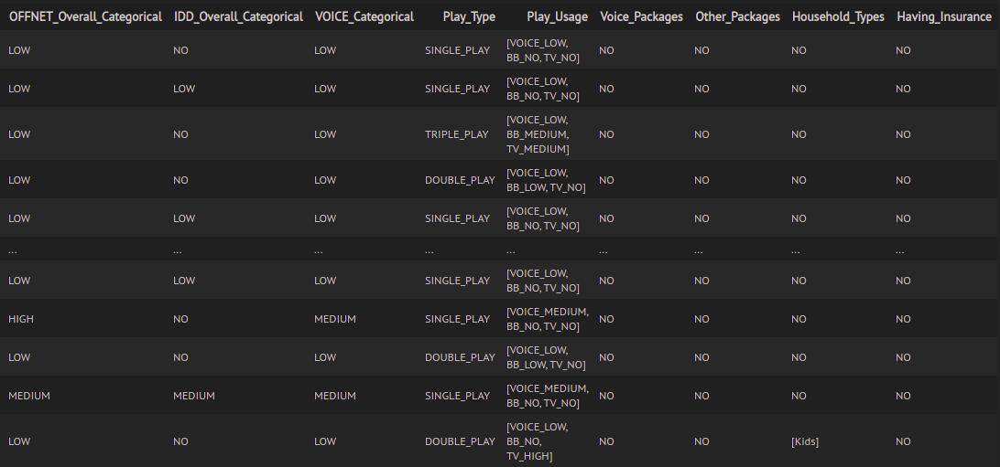 OFFNET_Overall_Categorical IDD_Overall_Categorical VOICE_Categorical Play_Type Play_Usage Voice_Packages Other_Packages Household_Types Having_Insurance
LOW NO LOW SINGLE_PLAY [VOICE_LOW, BB_NO, TV_NO] NO NO NO NO
LOW LOW LOW SINGLE_PLAY [VOICE_LOW, BB_NO, TV_NO] NO NO NO NO
LOW NO LOW TRIPLE_PLAY [VOICE_LOW, BB_MEDIUM, TV_MEDIUM] NO NO NO NO
LOW NO LOW DOUBLE_PLAY [VOICE_LOW, BB_LOW, TV_NO] NO NO NO NO
LOW LOW LOW SINGLE_PLAY [VOICE_LOW, BB_NO, TV_NO] NO NO NO NO
... ... ... ... ... ... ... ... ...
LOW LOW LOW SINGLE_PLAY [VOICE_LOW, BB_NO, TV_NO] NO NO NO NO
HIGH NO MEDIUM SINGLE_PLAY [VOICE_MEDIUM, BB_NO, TV_NO] NO NO NO NO
LOW NO LOW DOUBLE_PLAY [VOICE_LOW, BB_LOW, TV_NO] NO NO NO NO
MEDIUM MEDIUM MEDIUM SINGLE_PLAY [VOICE_MEDIUM, BB_NO, TV_NO] NO NO NO NO
LOW NO LOW DOUBLE_PLAY [VOICE_LOW, BB_NO, TV_HIGH] NO NO [Kids] NO